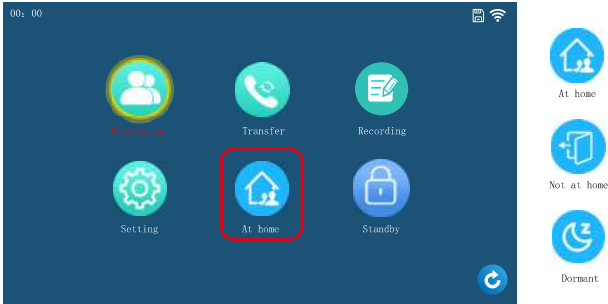 00: 00
Transfer
Recording
Setting
At home
Standby
At home
Not at home
Dormant